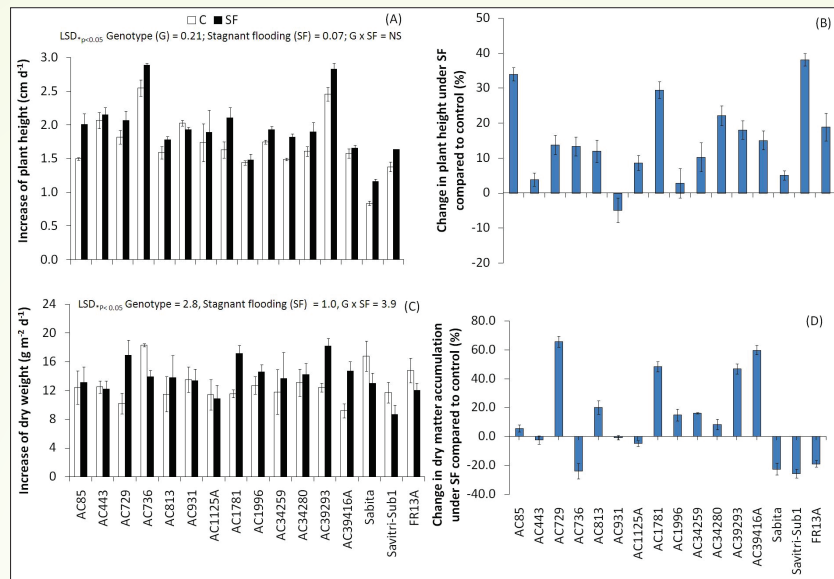 C SF
(A)
LSD*p<0.05 Genotype (G) = 0.21; Stagnant flooding (SF) = 0.07; G x SF = NS
Increase of plant height (cm d-1)
3.0
2.5
2.0
1.5
1.0
0.5
0.0
(B)
Change in plant height under SF
compared to control (%)
50
40
30
20
10
0
-10
-20
LSD*P<0.05 Genotype = 2.8, Stagnant flooding (SF) = 1.0, G x SF = 3.9
(C)
Increase of dry weight (g m-2 d-1)
24
20
16
12
8
4
0
AC85
AC443
AC729
AC736
AC813
AC931
AC1125A
AC1781
AC1996
AC34259
AC34280
AC39293
AC39416A
Sabita
Savitri-Sub1
FR13A
(D)
Change in dry matter accumulation
under SF compared to control (%)
80.0
60.0
40.0
20.0
0.0
-20.0
-40.0
AC85
AC443
AC729
AC736
AC813
AC931
AC1125A
AC1781
AC1996
AC34259
AC34280
AC39293
AC39416A
Sabita
Savitri-Sub1
FR13A